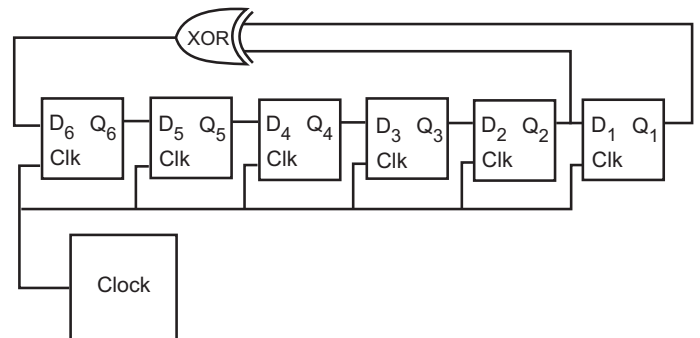 XOR
D6 Q6 D5 Q5 D4 Q4 D3 Q3 D2 Q2 D1 Q1
Clk Clk Clk Clk Clk Clk
Clock